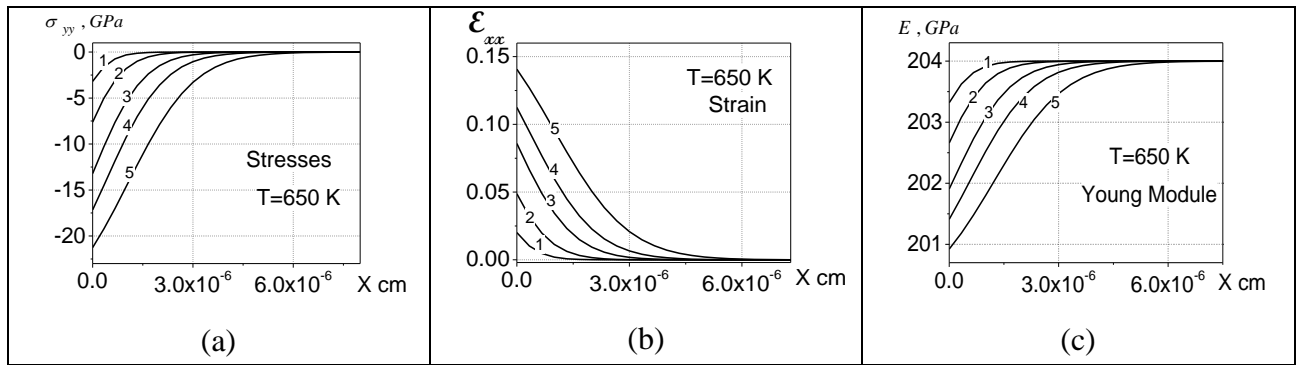 σ yy , GPa
0
-5
-10
-15
-20
1
2
3
4
5
Stresses
T=650 K
0.0
3.0x10⁻⁶
6.0x10⁻⁶
X cm
(a)
ε xx
0.15
0.10
0.05
0.00
T=650 K
Strain
5
4
3
2
1
0.0
3.0x10⁻⁶
6.0x10⁻⁶
X cm
(b)
E , GPa
204
203
202
201
1
2
3
4
5
T=650 K
Young Module
0.0
3.0x10⁻⁶
6.0x10⁻⁶
X cm
(c)